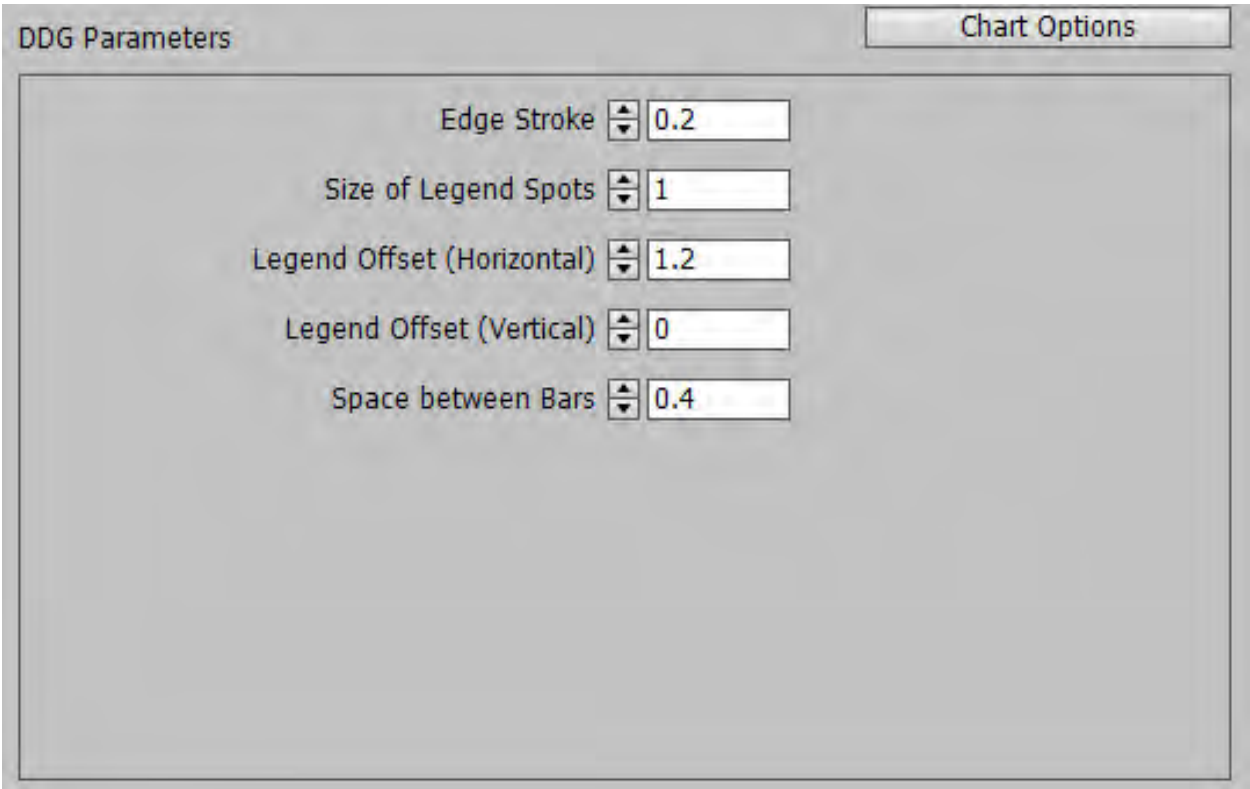 DDG Parameters
Chart Options
Edge Stroke 0.2
Size of Legend Spots 1
Legend Offset (Horizontal) 1.2
Legend Offset (Vertical) 0
Space between Bars 0.4